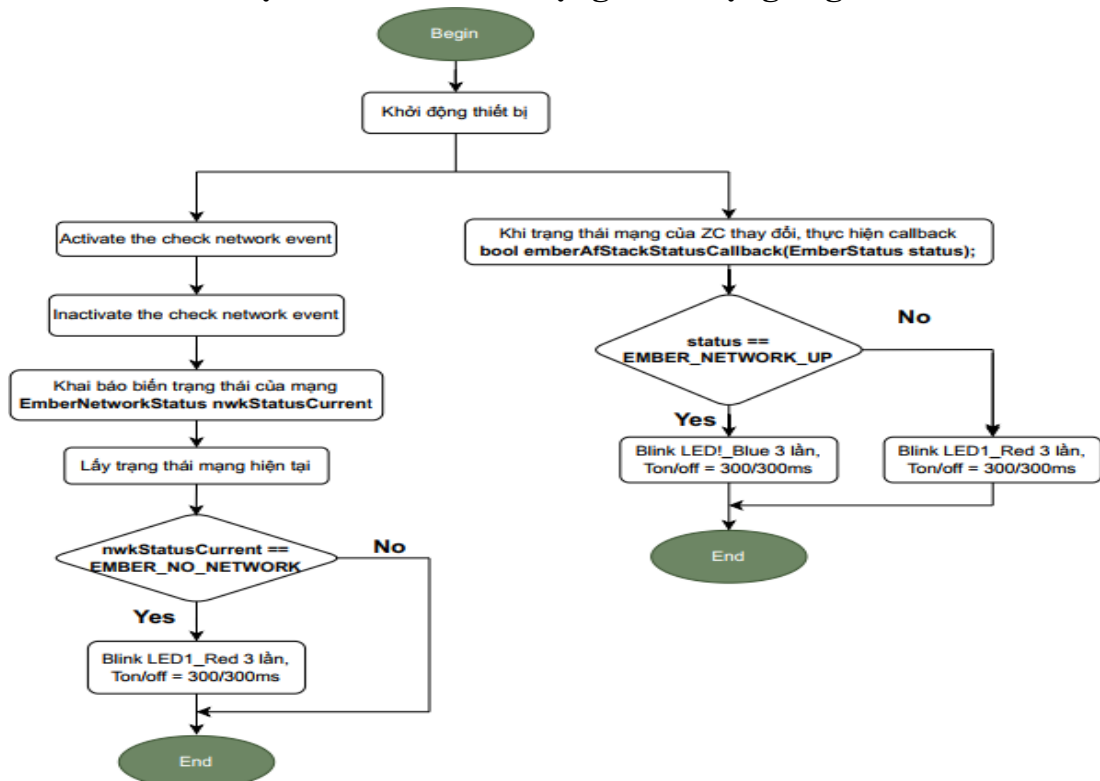 Begin
Khởi động thiết bị
Activate the check network event
Inactivate the check network event
Khai báo biến trạng thái của mạng
EmberNetworkStatus nwkStatusCurrent
Lấy trạng thái mạng hiện tại
nwkStatusCurrent ==
EMBER_NO_NETWORK
No
Yes
Blink LED1_Red 3 lần,
Ton/off = 300/300ms
End
Khi trạng thái mạng của ZC thay đổi, thực hiện callback
bool emberAfStackStatusCallback(EmberStatus status);
status ==
EMBER_NETWORK_UP
No
Yes
Blink LED!_Blue 3 lần,
Ton/off = 300/300ms
Blink LED1_Red 3 lần,
Ton/off = 300/300ms
End